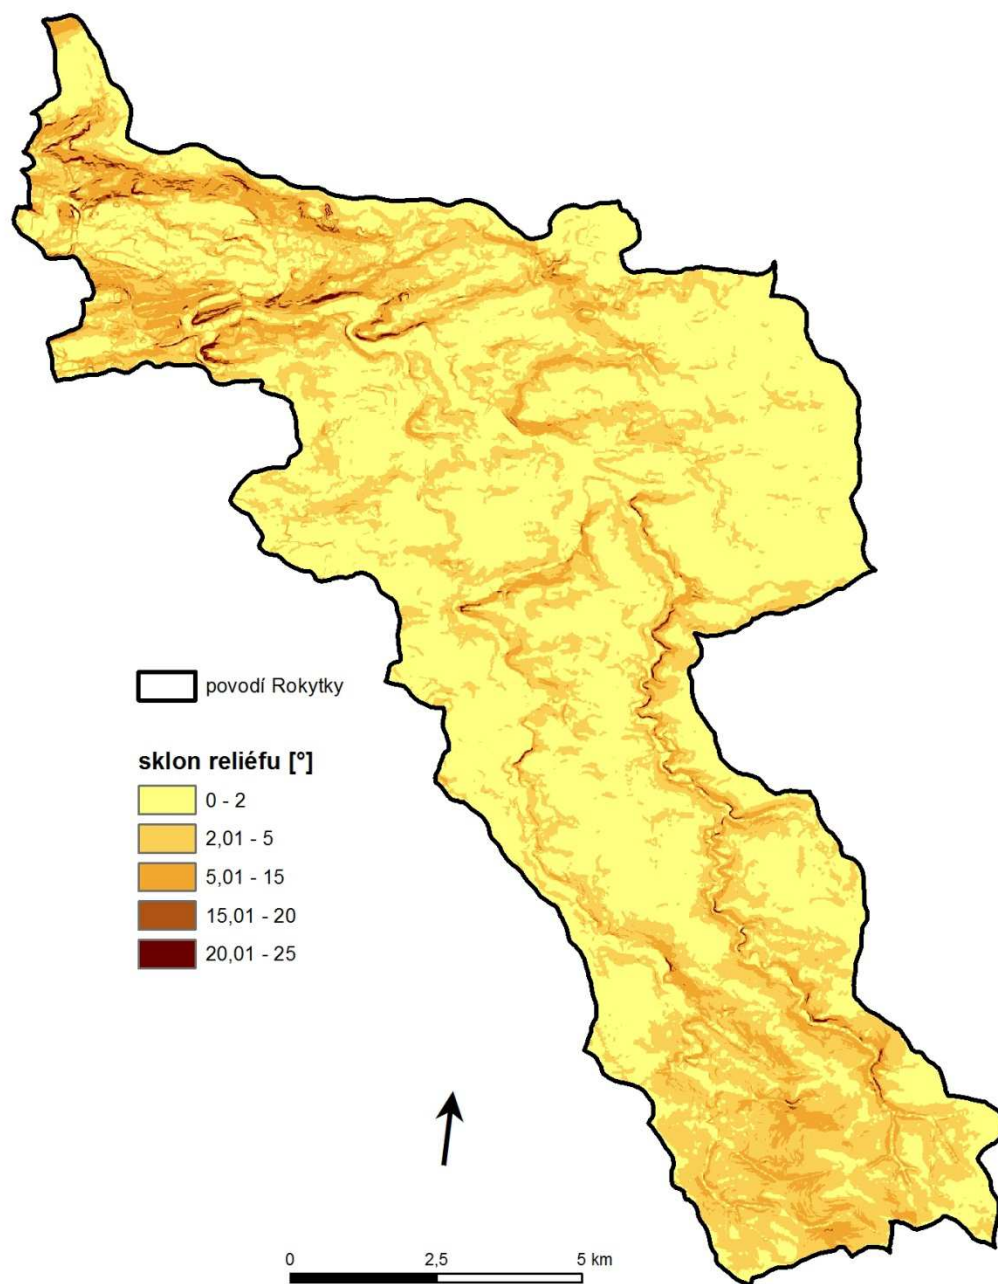 povodí Rokytky
sklon reliéfu [°]
0 - 2
2,01 - 5
5,01 - 15
15,01 - 20
20,01 - 25
0 2,5 5 km